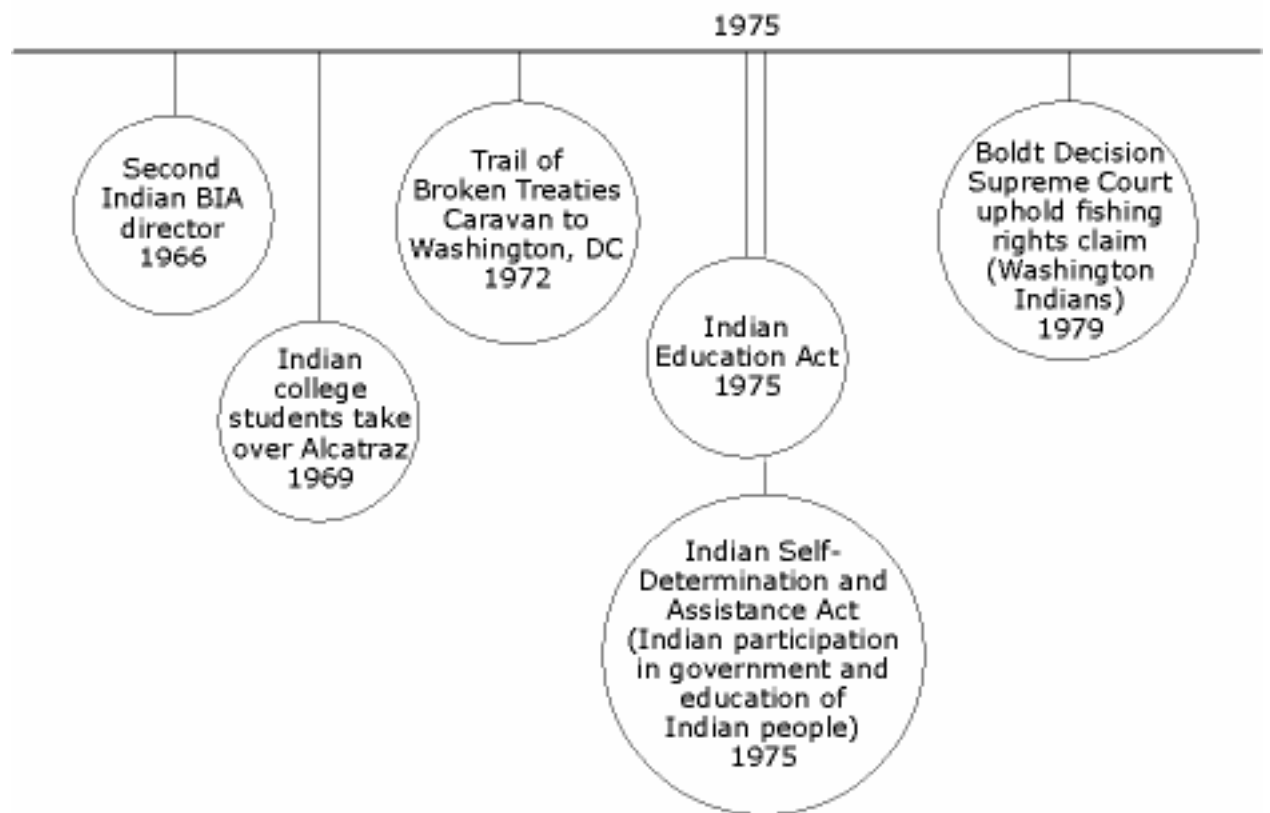 1975
Second
Indian BIA
director
1966
Indian
college
students take
over Alcatraz
1969
Trail of
Broken Treaties
Caravan to
Washington, DC
1972
Indian
Education Act
1975
Indian Self-
Determination and
Assistance Act
(Indian participation
in government and
education of
Indian people)
1975
Boldt Decision
Supreme Court
uphold fishing
rights claim
(Washington
Indians)
1979